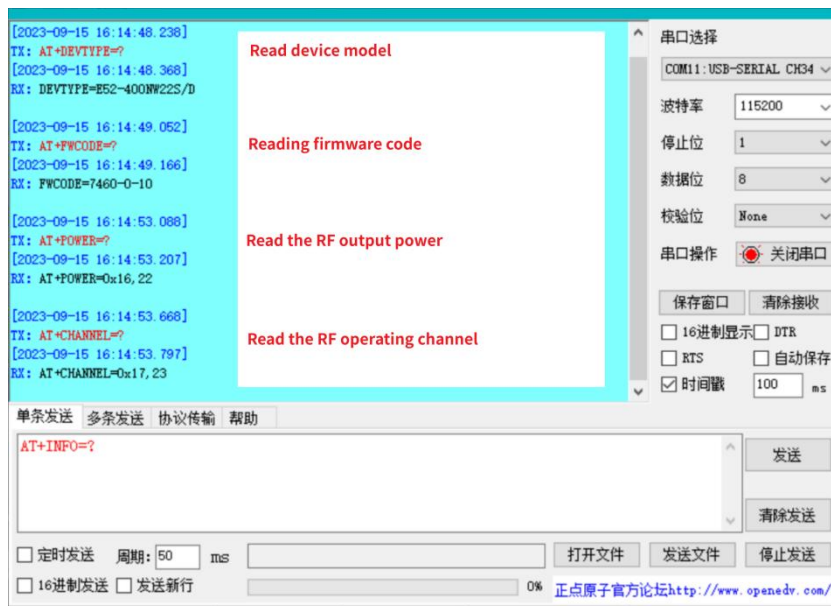 [2023-09-15 16:14:48.238]
TX: AT+DEVTYPE=?
Read device model
[2023-09-15 16:14:48.368]
RX: DEVTYPE=E52-400NW22S/D
[2023-09-15 16:14:49.052]
TX: AT+FWCODE=?
Reading firmware code
[2023-09-15 16:14:49.166]
RX: FWCODE=7460-0-10
[2023-09-15 16:14:53.088]
TX: AT+POWER=?
Read the RF output power
[2023-09-15 16:14:53.207]
RX: AT+POWER=0x16,22
[2023-09-15 16:14:53.668]
TX: AT+CHANNEL=?
Read the RF operating channel
[2023-09-15 16:14:53.797]
RX: AT+CHANNEL=0x17,23
串口选择
COM11:USB-SERIAL CH34
波特率 115200
停止位 1
数据位 8
校验位 None
串口操作 关闭串口
保存窗口 清除接收
16进制显示 DTR
RTS 自动保存
时间戳 100 ms
单条发送 多条发送 协议传输 帮助
AT+INFO=?
发送
清除发送
定时发送 周期: 50 ms 打开文件 发送文件 停止发送
16进制发送 发送新行 0% 正点原子官方论坛http://www.openedv.com/